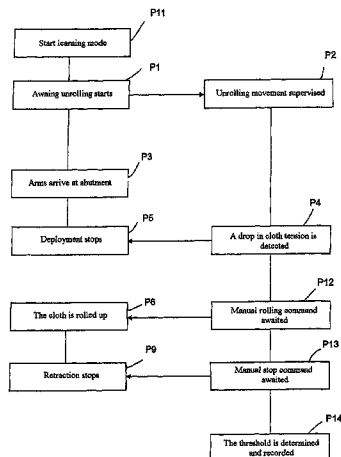 P11
Start learning mode
P1
P2
Awning unrolling starts
Unrolling movement supervised
P3
Arms arrive at abutment
P5
P4
Deployment stops
A drop in cloth tension is
detected
P12
P6
The cloth is rolled up
Manual rolling command
awaited
P13
P9
Retraction stops
Manual stop command
awaited
P14
The threshold is determined
and recorded